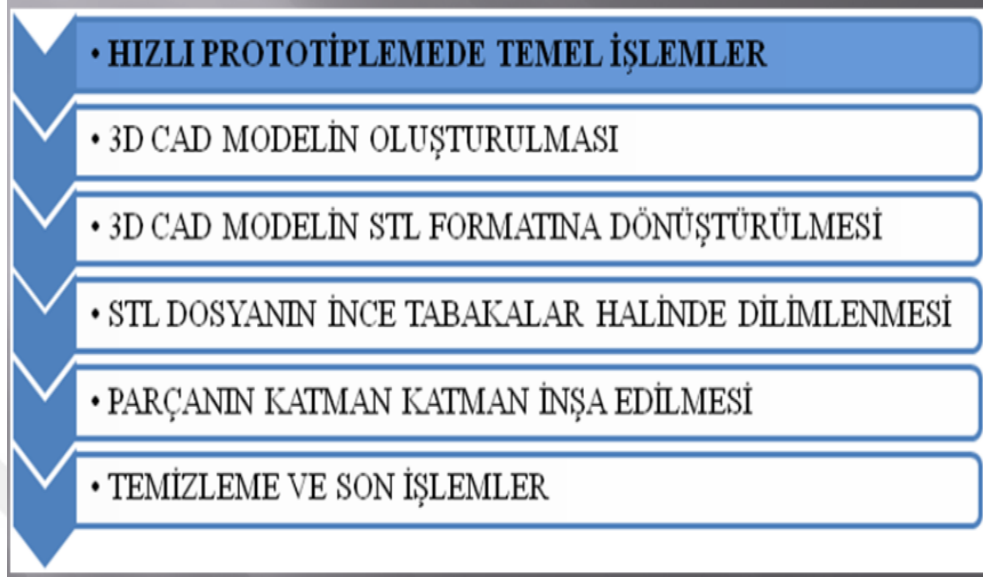 • HIZLI PROTOTİPLEMEDE TEMEL İŞLEMLER
• 3D CAD MODELİN OLUŞTURULMASI
• 3D CAD MODELİN STL FORMATINA DÖNÜŞTÜRÜLMESİ
• STL DOSYANIN İNCE TABAKALAR HALİNDE DİLİMLENMESİ
• PARÇANIN KATMAN KATMAN İNŞA EDİLMESİ
• TEMİZLEME VE SON İŞLEMLER